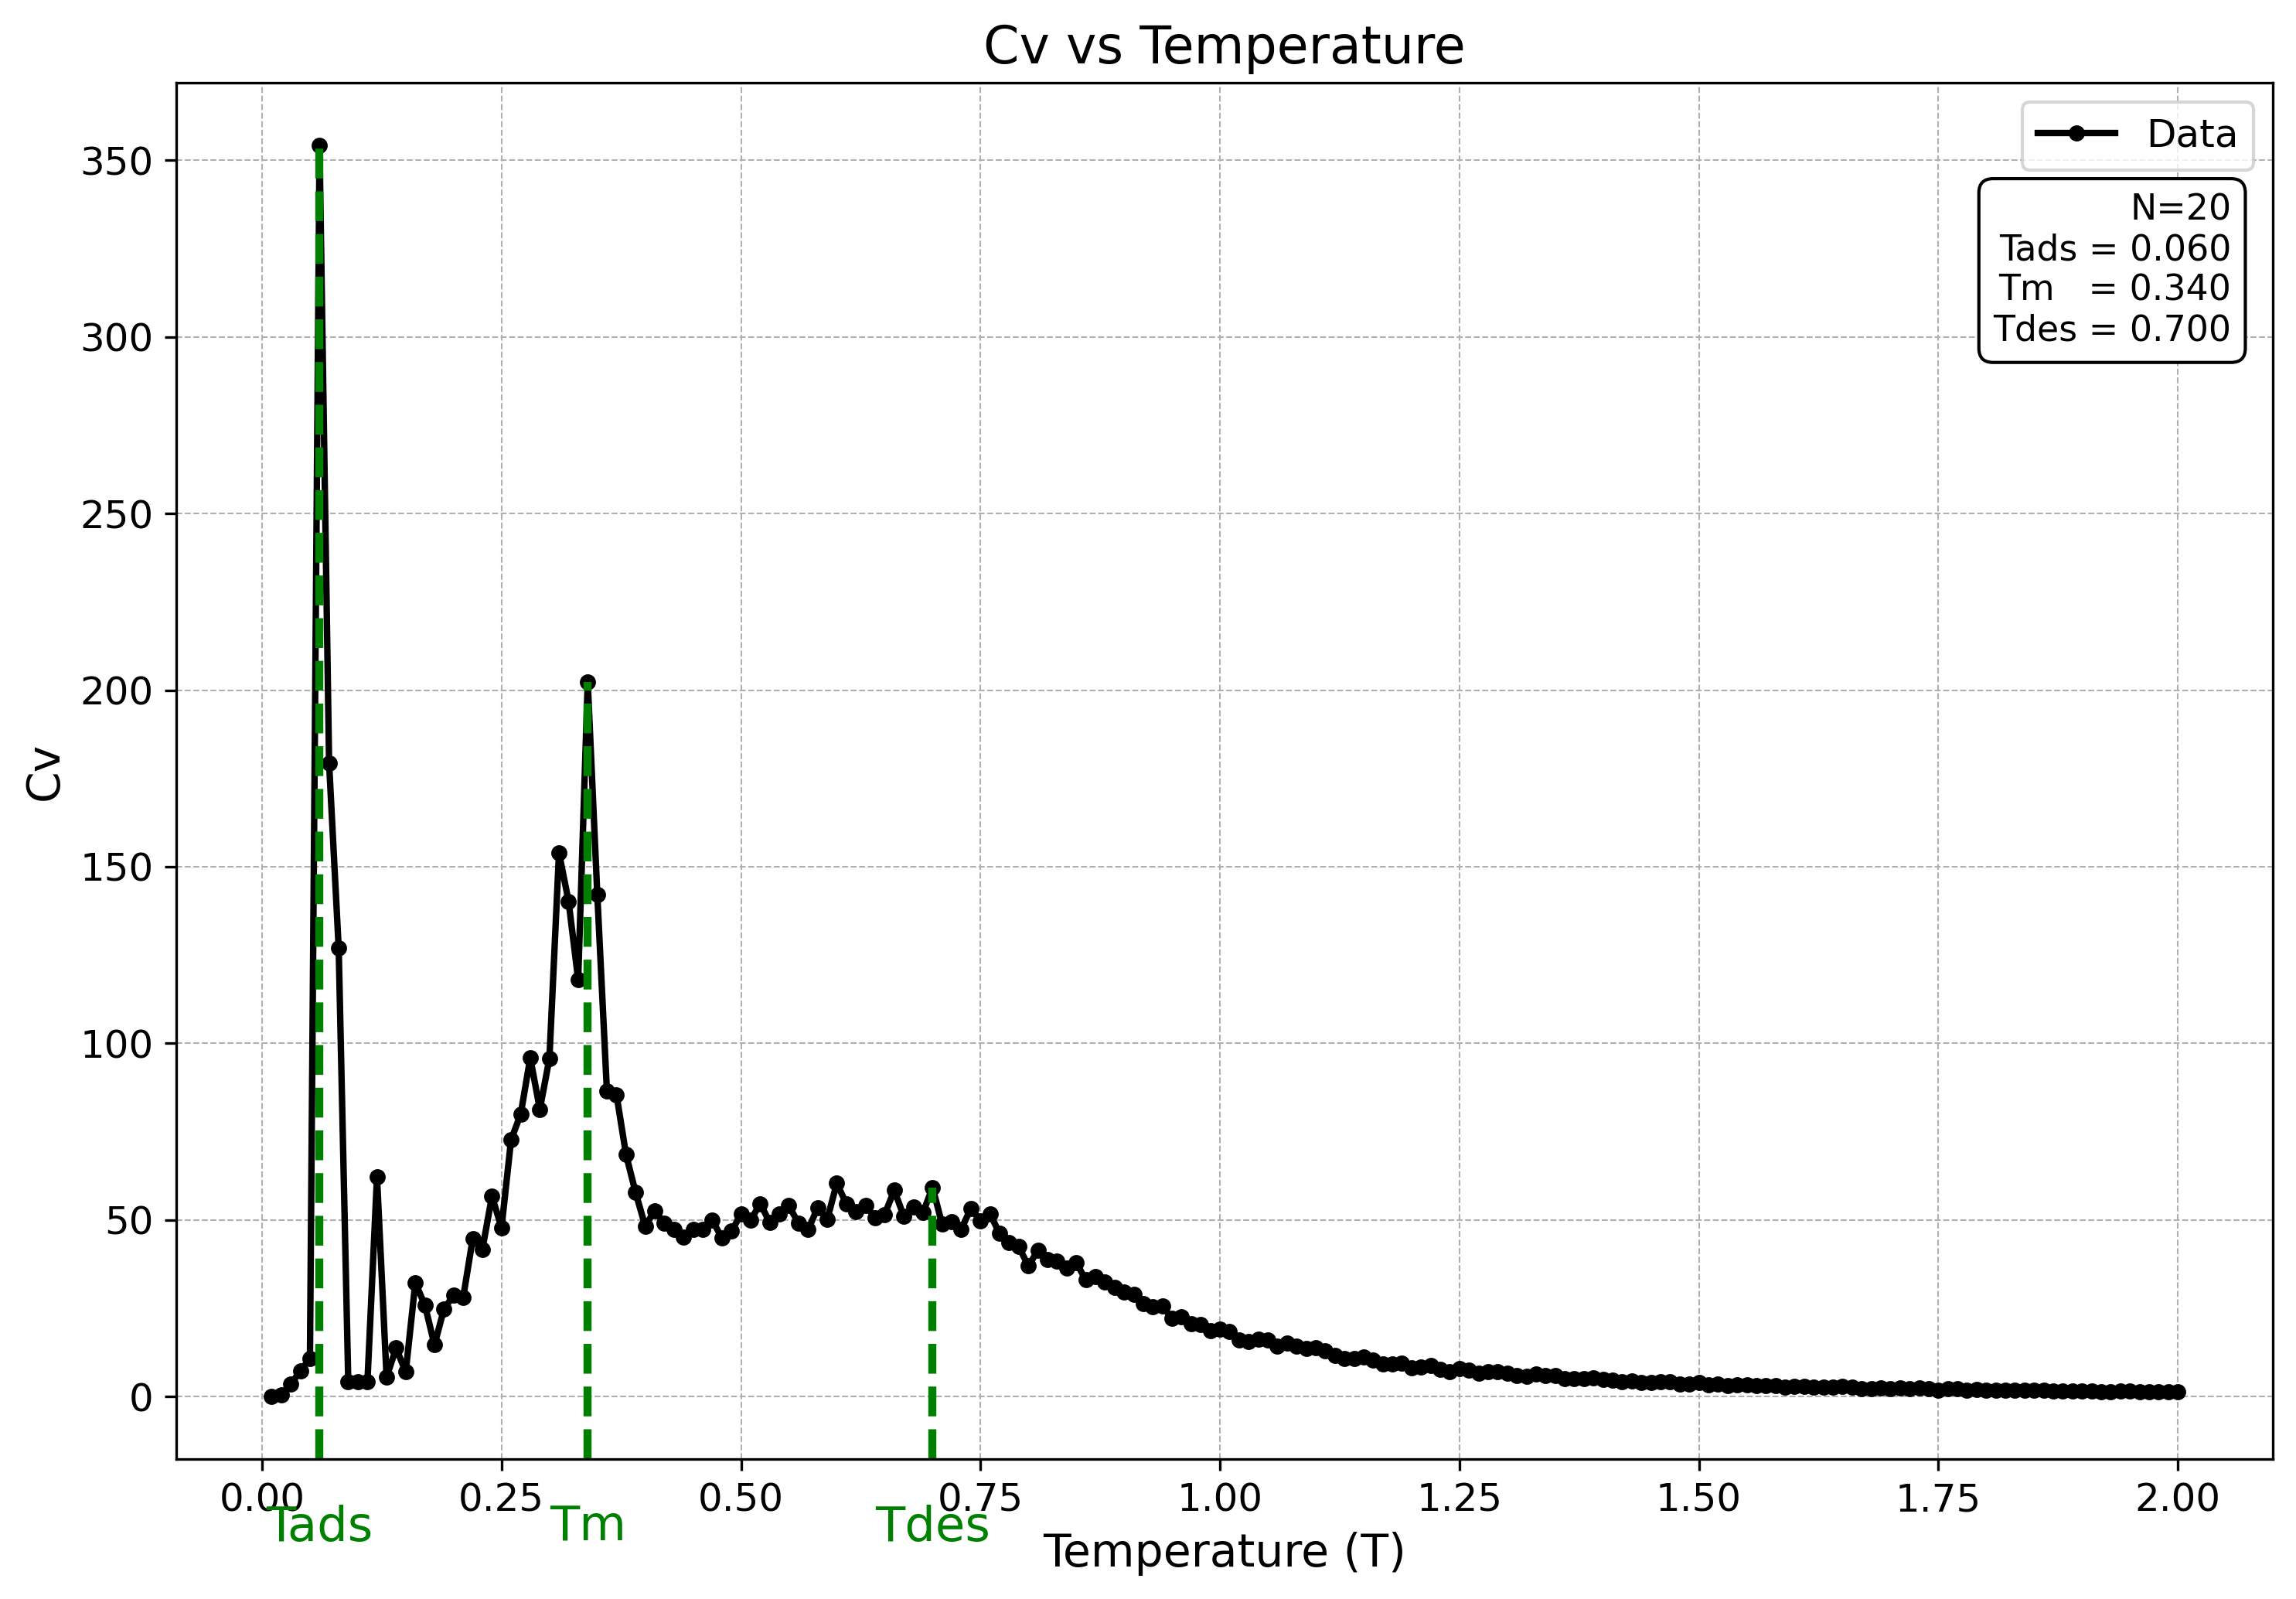 Cv vs Temperature
Data
N=20
Tads = 0.060
Tm = 0.340
Tdes = 0.700
350
300
250
200
150
100
50
0
Cv
0.00 0.25 0.50 0.75 1.00 1.25 1.50 1.75 2.00
Tads Tm Tdes
Temperature (T)